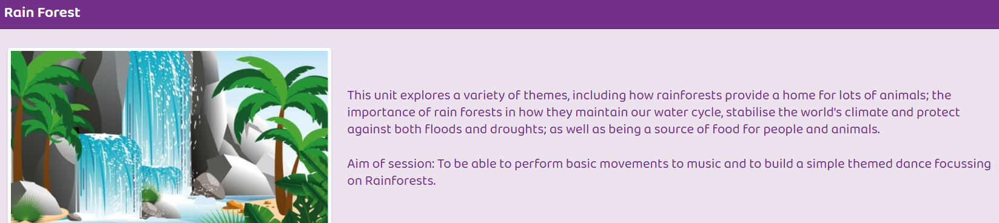 Rain Forest
This unit explores a variety of themes, including how rainforests provide a home for lots of animals; the
importance of rain forests in how they maintain our water cycle, stabilise the world's climate and protect
against both floods and droughts; as well as being a source of food for people and animals.
Aim of session: To be able to perform basic movements to music and to build a simple themed dance focussing
on Rainforests.